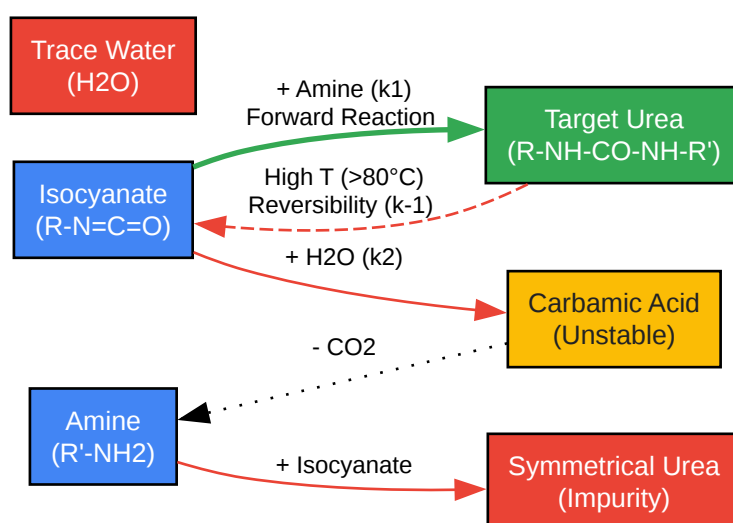 Trace Water
(H2O)
+ Amine (k1)
Forward Reaction
Target Urea
(R-NH-CO-NH-R')
Isocyanate
(R-N=C=O)
High T (>80°C)
Reversibility (k-1)
+ H2O (k2)
Carbamic Acid
(Unstable)
- CO2
Amine
(R'-NH2)
+ Isocyanate
Symmetrical Urea
(Impurity)